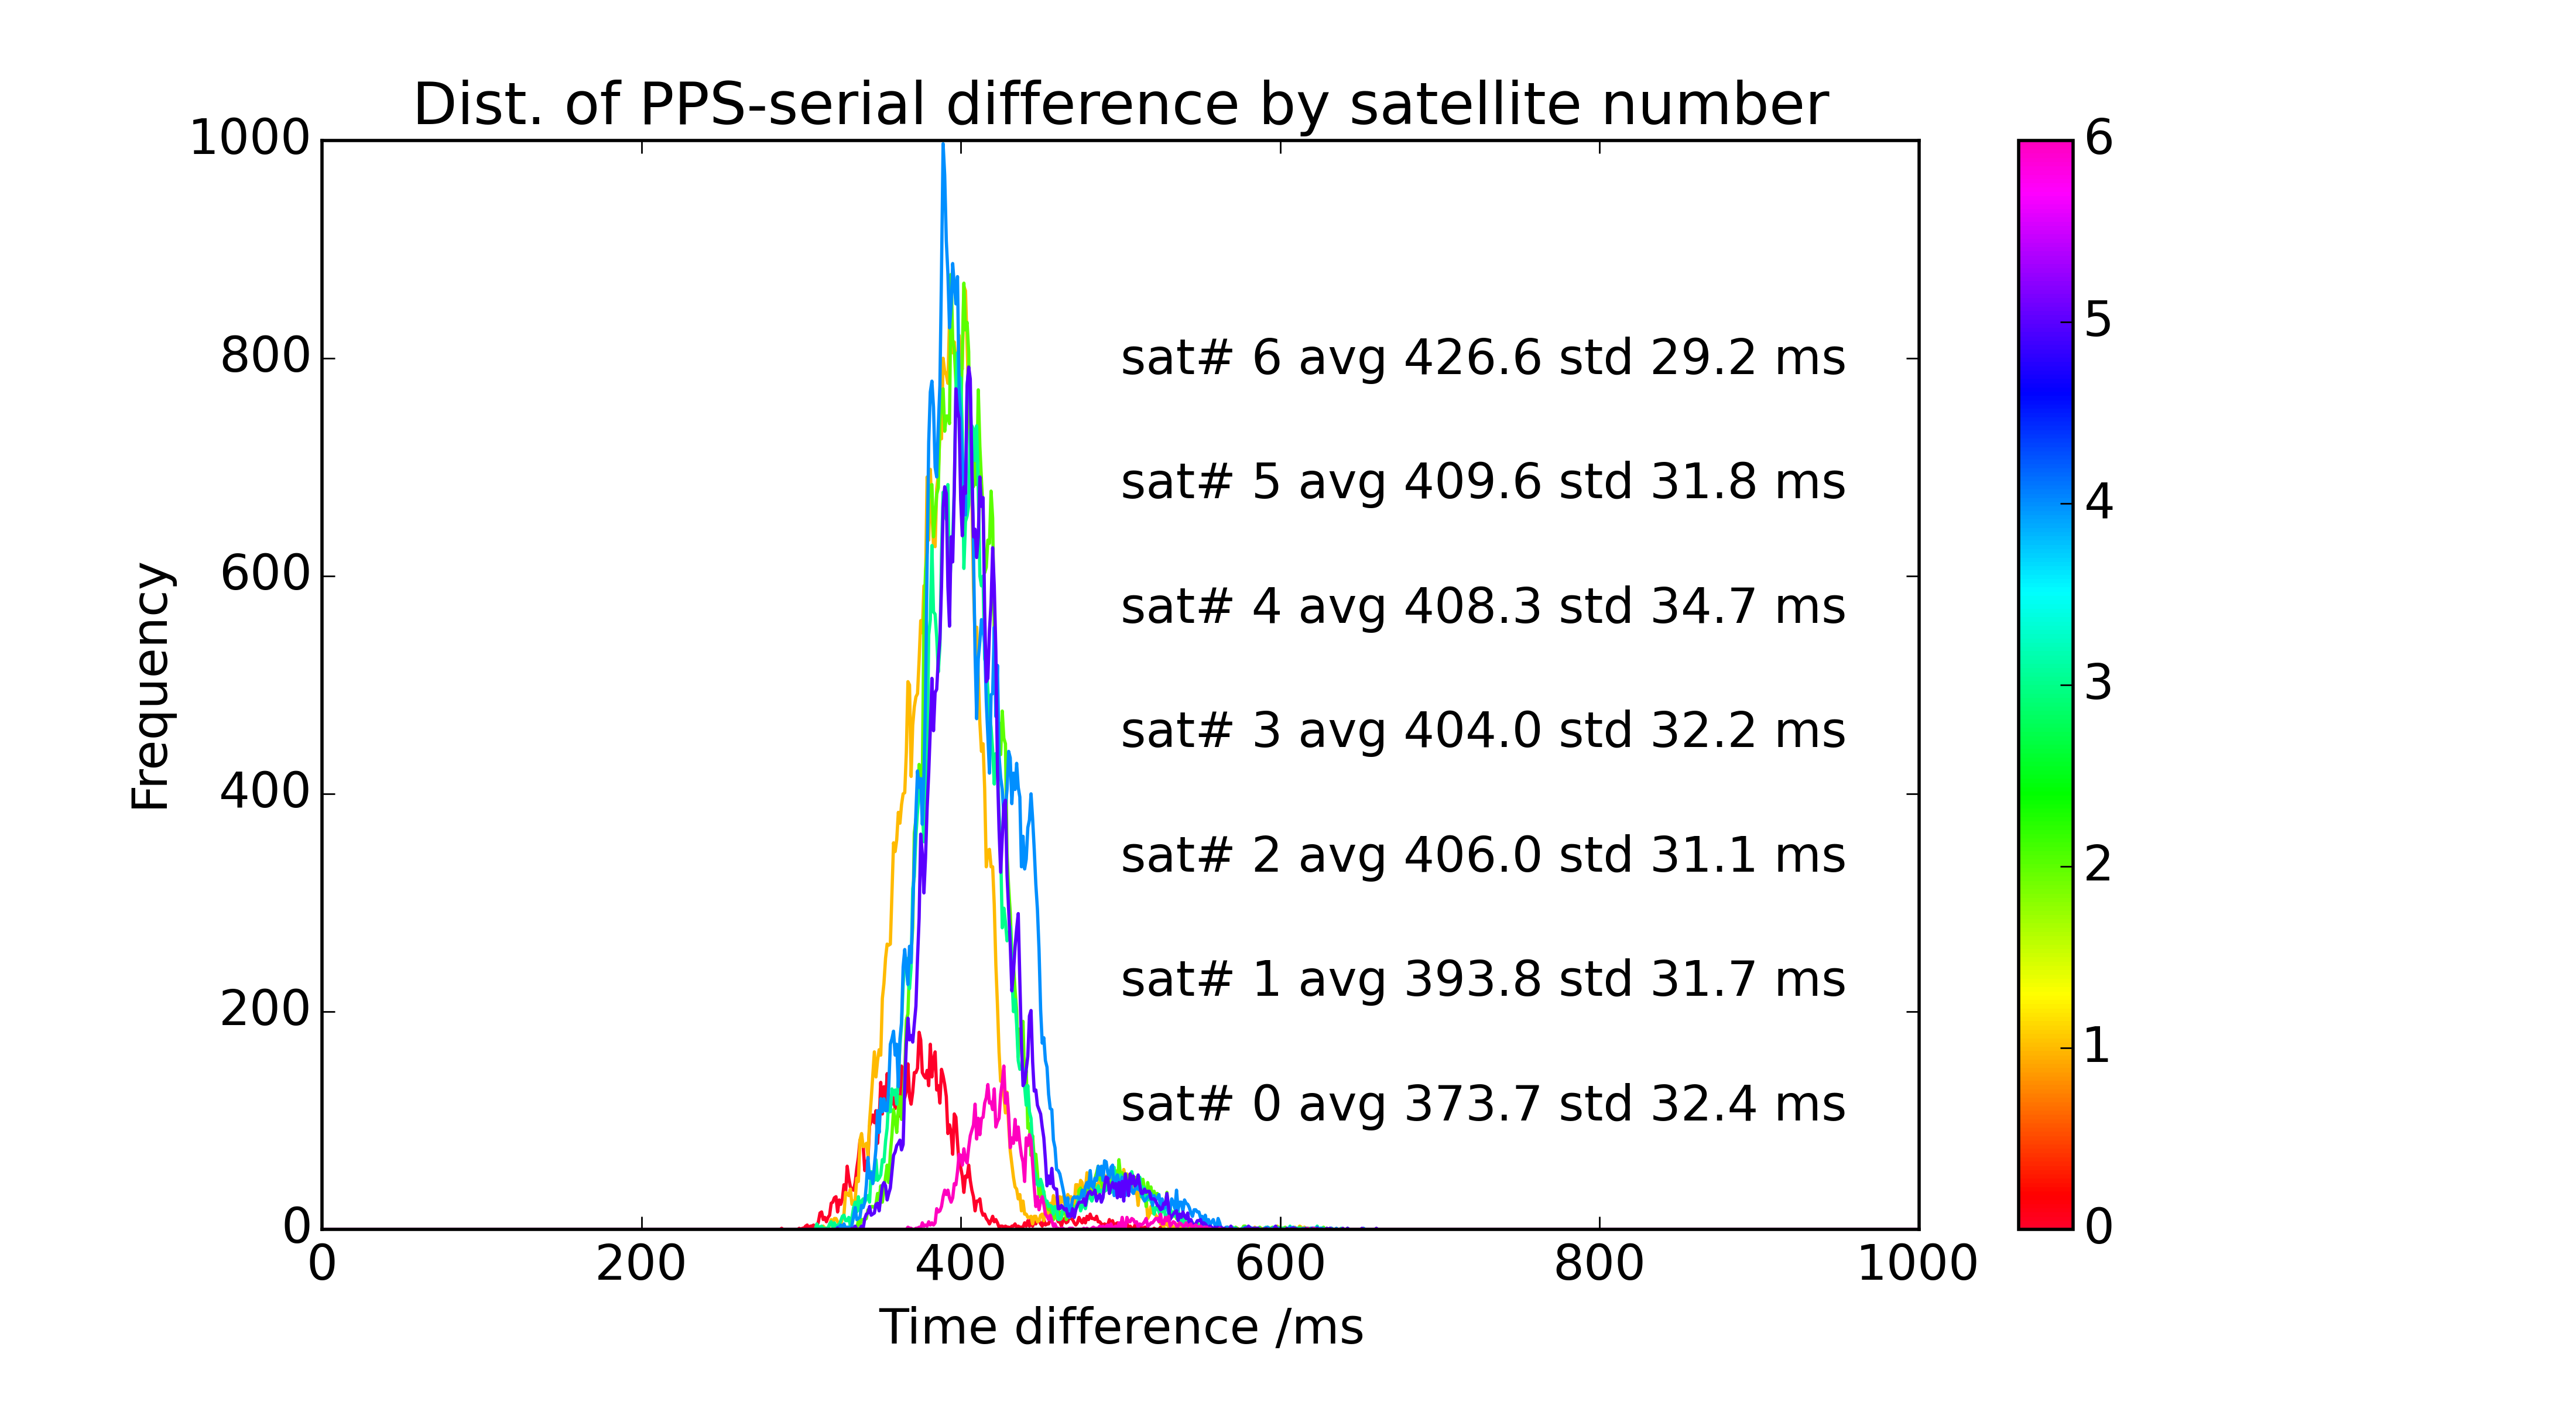 Dist. of PPS-serial difference by satellite number
1000
800
600
400
200
0
Frequency
0 200 400 600 800 1000
Time difference /ms
sat# 6 avg 426.6 std 29.2 ms
sat# 5 avg 409.6 std 31.8 ms
sat# 4 avg 408.3 std 34.7 ms
sat# 3 avg 404.0 std 32.2 ms
sat# 2 avg 406.0 std 31.1 ms
sat# 1 avg 393.8 std 31.7 ms
sat# 0 avg 373.7 std 32.4 ms
6
5
4
3
2
1
0